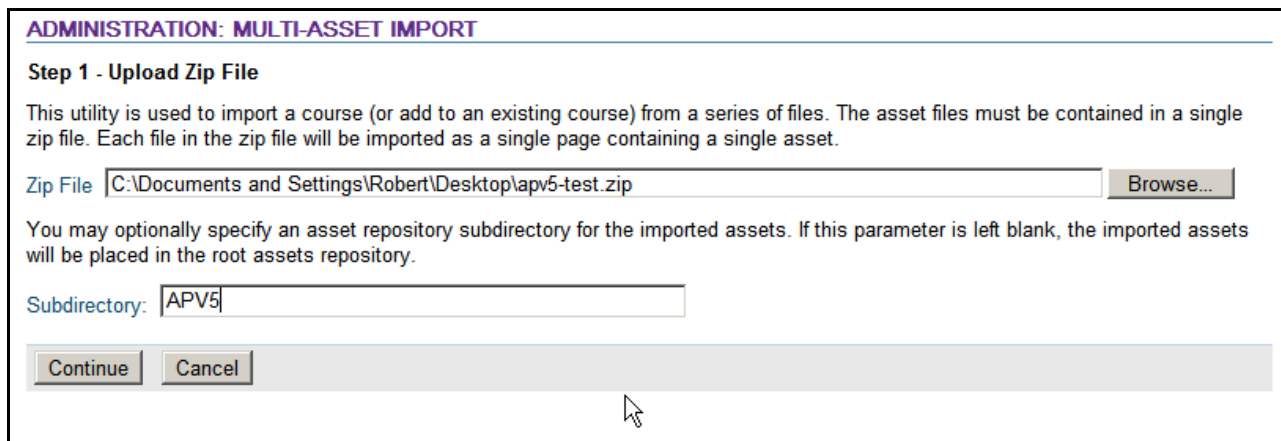 ADMINISTRATION: MULTI-ASSET IMPORT
Step 1 - Upload Zip File
This utility is used to import a course (or add to an existing course) from a series of files. The asset files must be contained in a single
zip file. Each file in the zip file will be imported as a single page containing a single asset.
Zip File C:\Documents and Settings\Robert\Desktop\apv5-test.zip Browse...
You may optionally specify an asset repository subdirectory for the imported assets. If this parameter is left blank, the imported assets
will be placed in the root assets repository.
Subdirectory: APV5
Continue Cancel